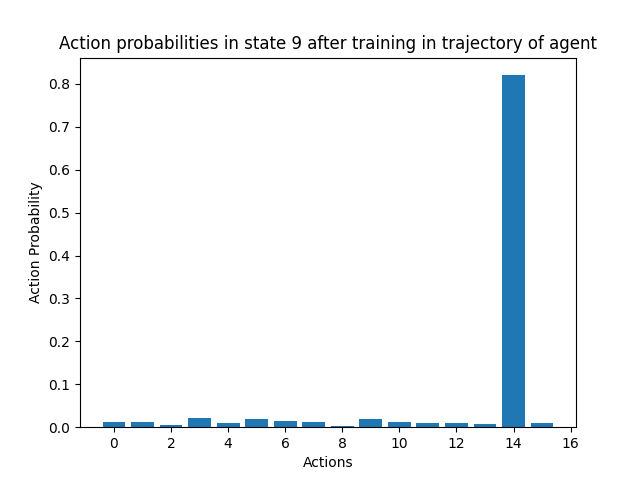 Action probabilities in state 9 after training in trajectory of agent
0.8
0.7
0.6
0.5
0.4
0.3
0.2
0.1
0.0
Action Probability
0 2 4 6 8 10 12 14 16
Actions